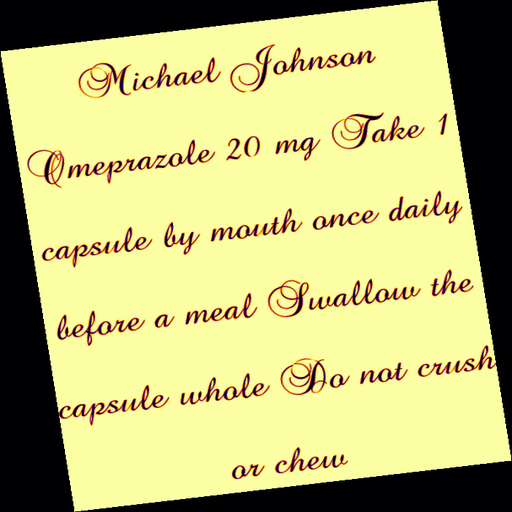 Michael Johnson
Omeprazole 20 mg Take 1
capsule by mouth once daily
before a meal Swallow the
capsule whole Do not crush
or chew